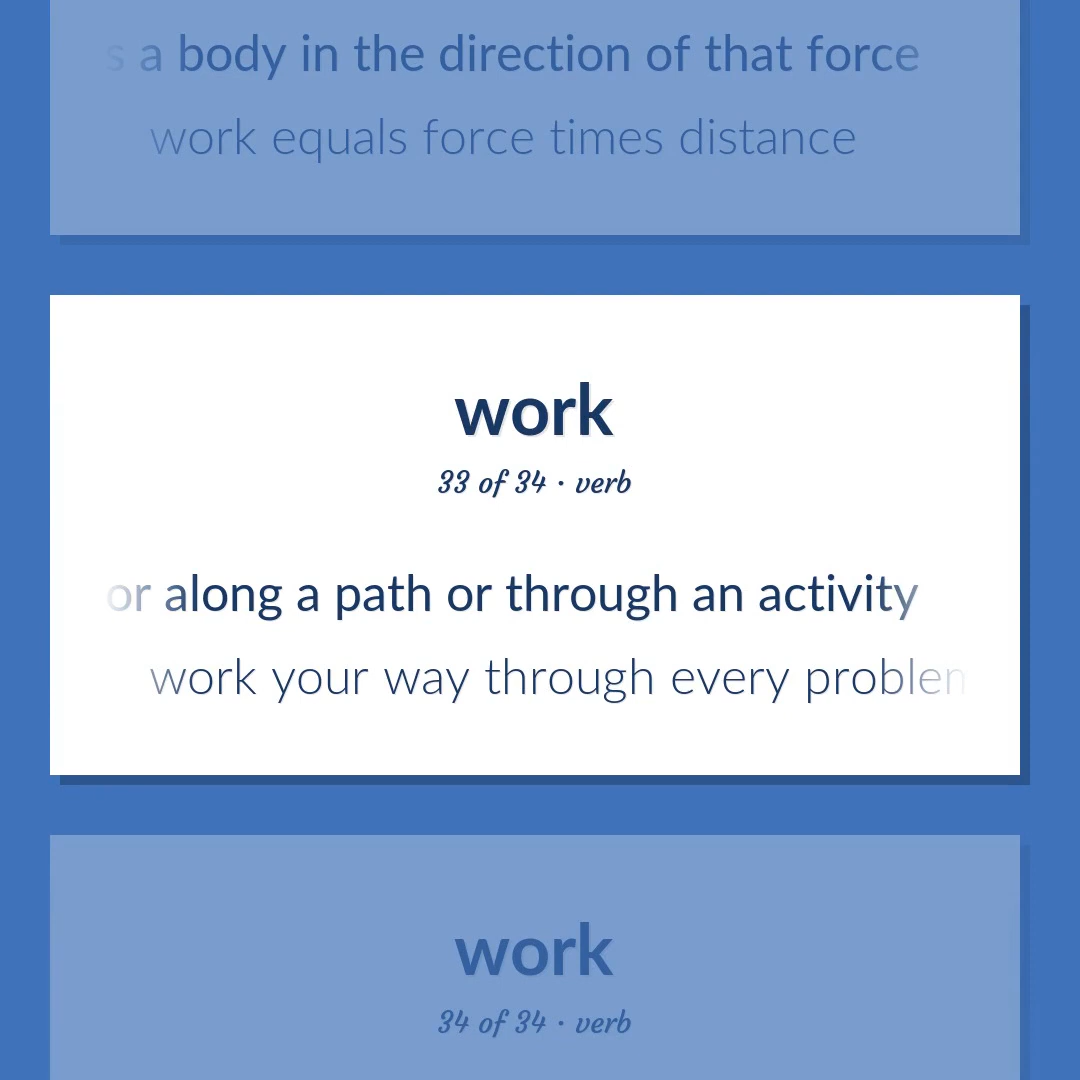 s a body in the direction of that force
work equals force times distance
work
33 of 34 · verb
or along a path or through an activity
work your way through every problem
work
34 of 34 · verb